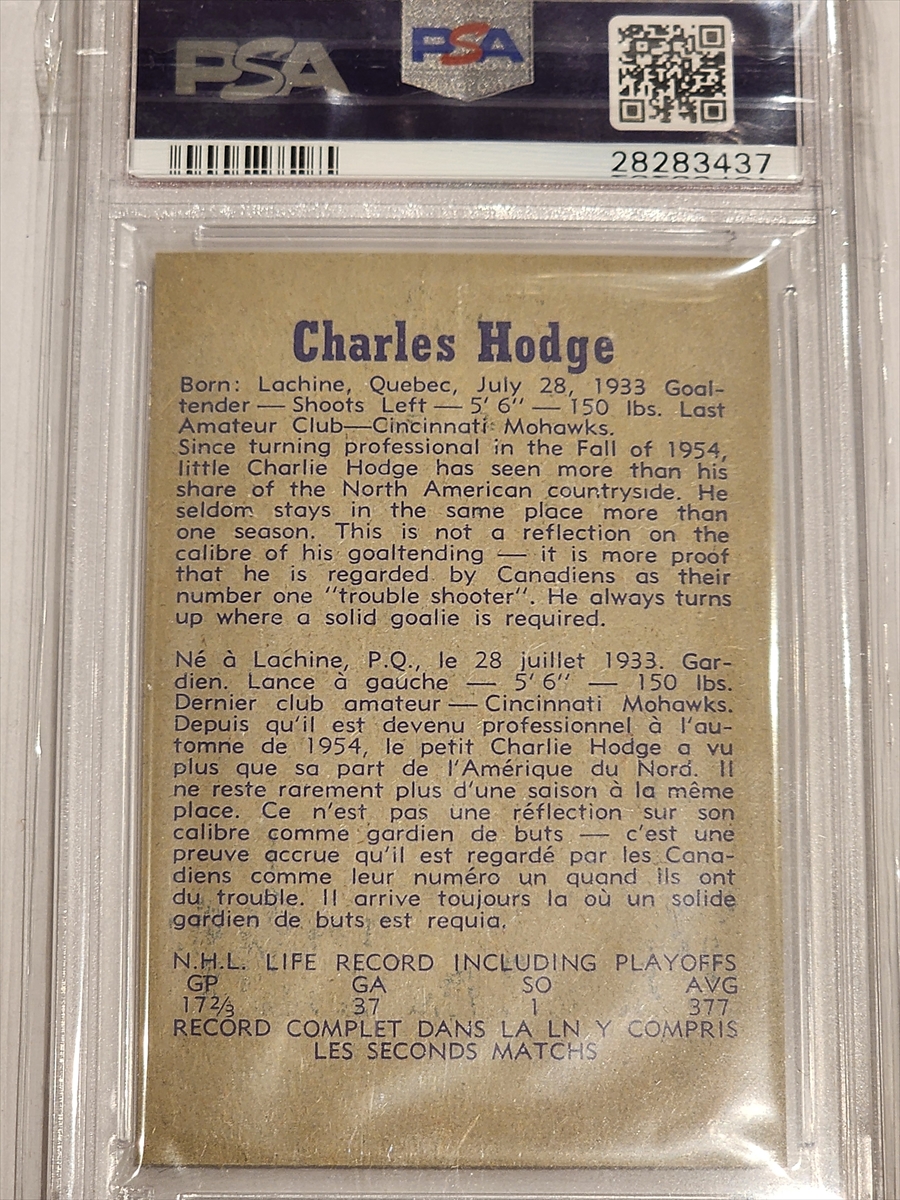 PSA
PSA
28283437
Charles Hodge
Born: Lachine, Quebec, July 28, 1933 Goal-
tender — Shoots Left — 5' 6'' — 150 lbs. Last
Amateur Club—Cincinnati Mohawks.
Since turning professional in the Fall of 1954,
little Charlie Hodge has seen more than his
share of the North American countryside. He
seldom stays in the same place more than
one season. This is not a reflection on the
calibre of his goaltending — it is more proof
that he is regarded by Canadiens as their
number one "trouble shooter". He always turns
up where a solid goalie is required.
Né à Lachine, P.Q., le 28 juillet 1933. Gar-
dien. Lance à gauche — 5' 6'' — 150 lbs.
Dernier club amateur — Cincinnati Mohawks.
Depuis qu'il est devenu professionnel à l'au-
tomne de 1954, le petit Charlie Hodge a vu
plus que sa part de l'Amérique du Nord. Il
ne reste rarement plus d'une saison à la même
place. Ce n'est pas une réflection sur son
calibre comme gardien de buts — c'est une
preuve accrue qu'il est regardé par les Cana-
diens comme leur numéro un quand ils ont
du trouble. Il arrive toujours la où un solide
gardien de buts est requia.
N.H.L. LIFE RECORD INCLUDING PLAYOFFS
GP GA SO AVG
17⅔ 37 1 377
RECORD COMPLET DANS LA LN Y COMPRIS
LES SECONDS MATCHS